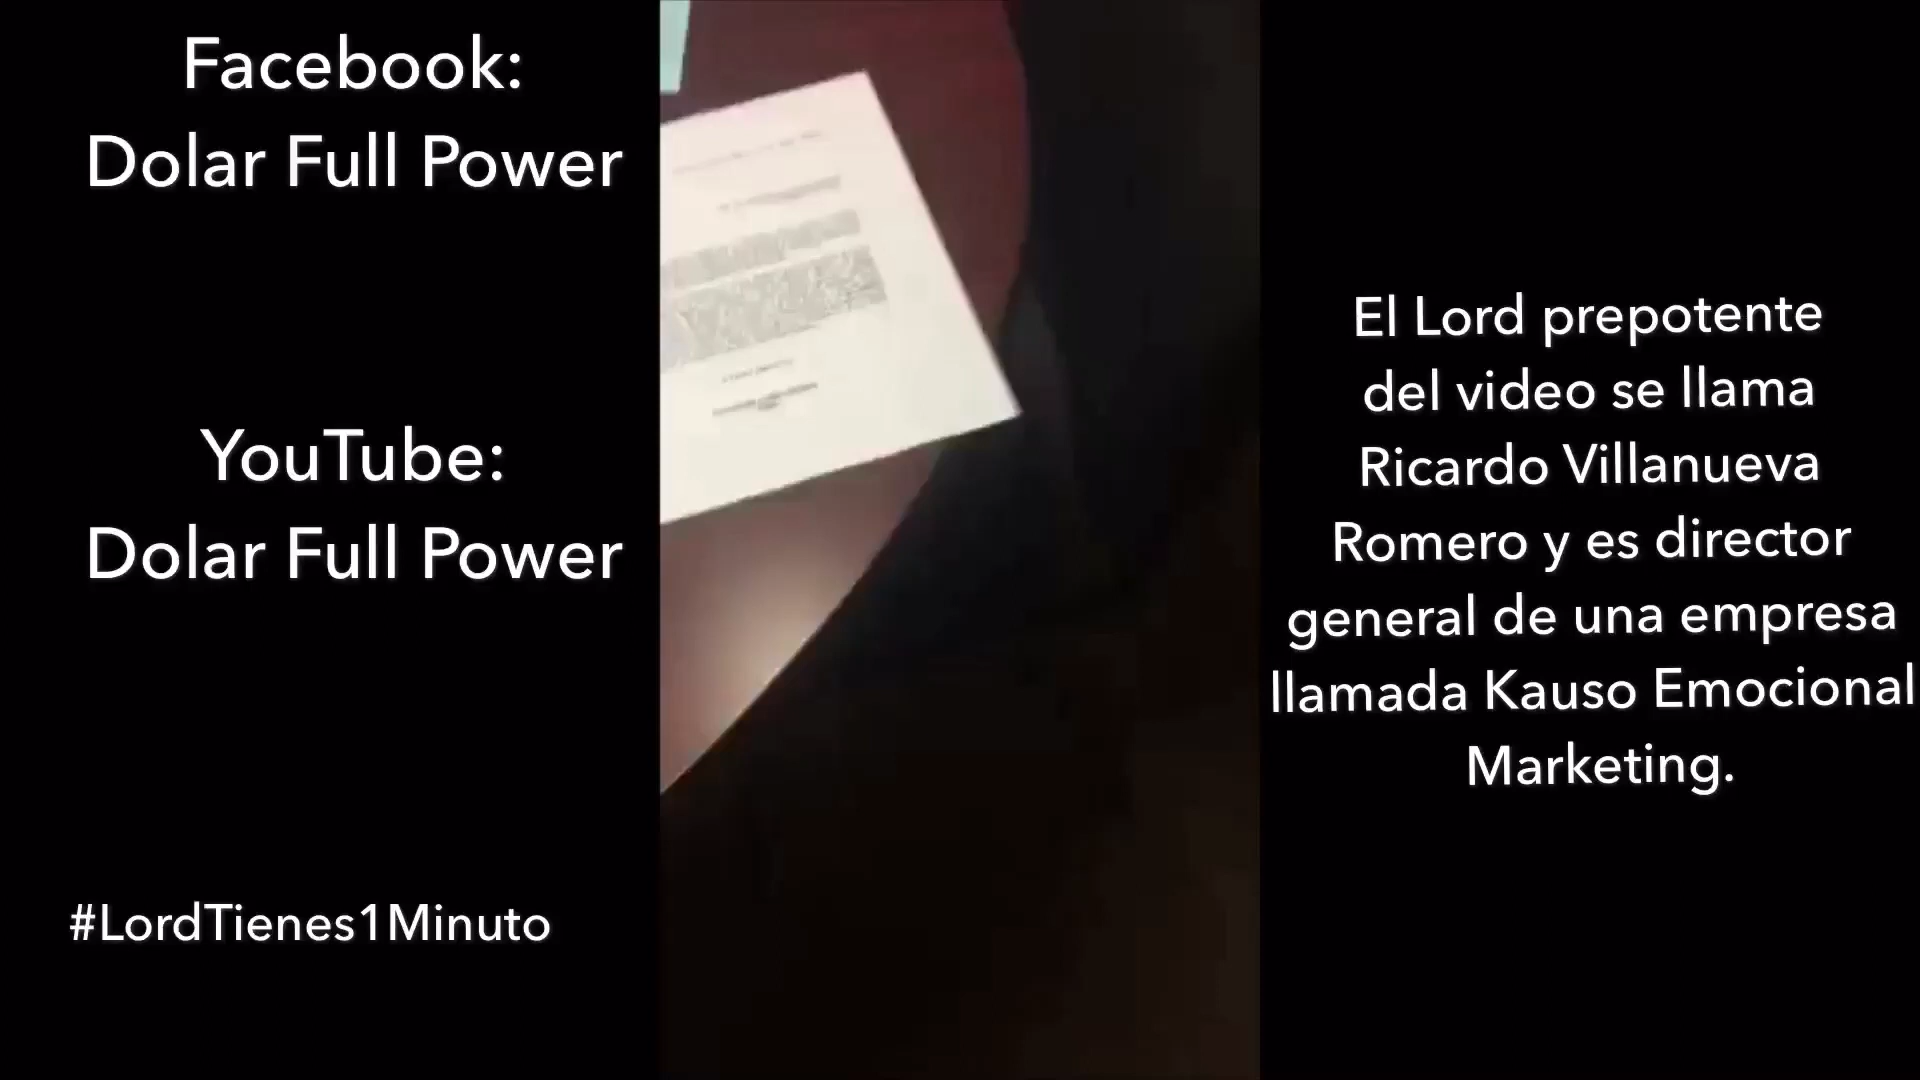 Facebook:
Dolar Full Power
YouTube:
Dolar Full Power
#LordTienes1Minuto
El Lord prepotente
del video se llama
Ricardo Villanueva
Romero y es director
general de una empresa
llamada Kauso Emocional
Marketing.